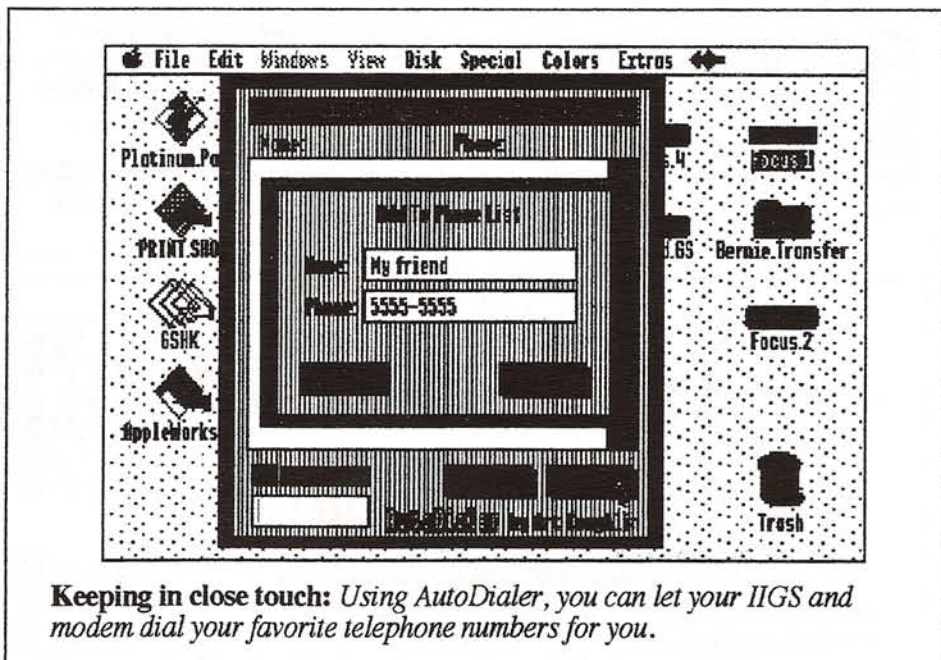 File Edit Windows View Disk Special Colors Extras
Name: Phone:
Platinum.Pa
s.4
Focus.1
Add To Phone List
PRINT.SHO
.GS
Bernie.Transfer
Name: My friend
Phone: 5555-5555
GSHK
Focus.2
AppleWorks
Trash
Keeping in close touch: Using AutoDialer, you can let your IIGS and
modem dial your favorite telephone numbers for you.